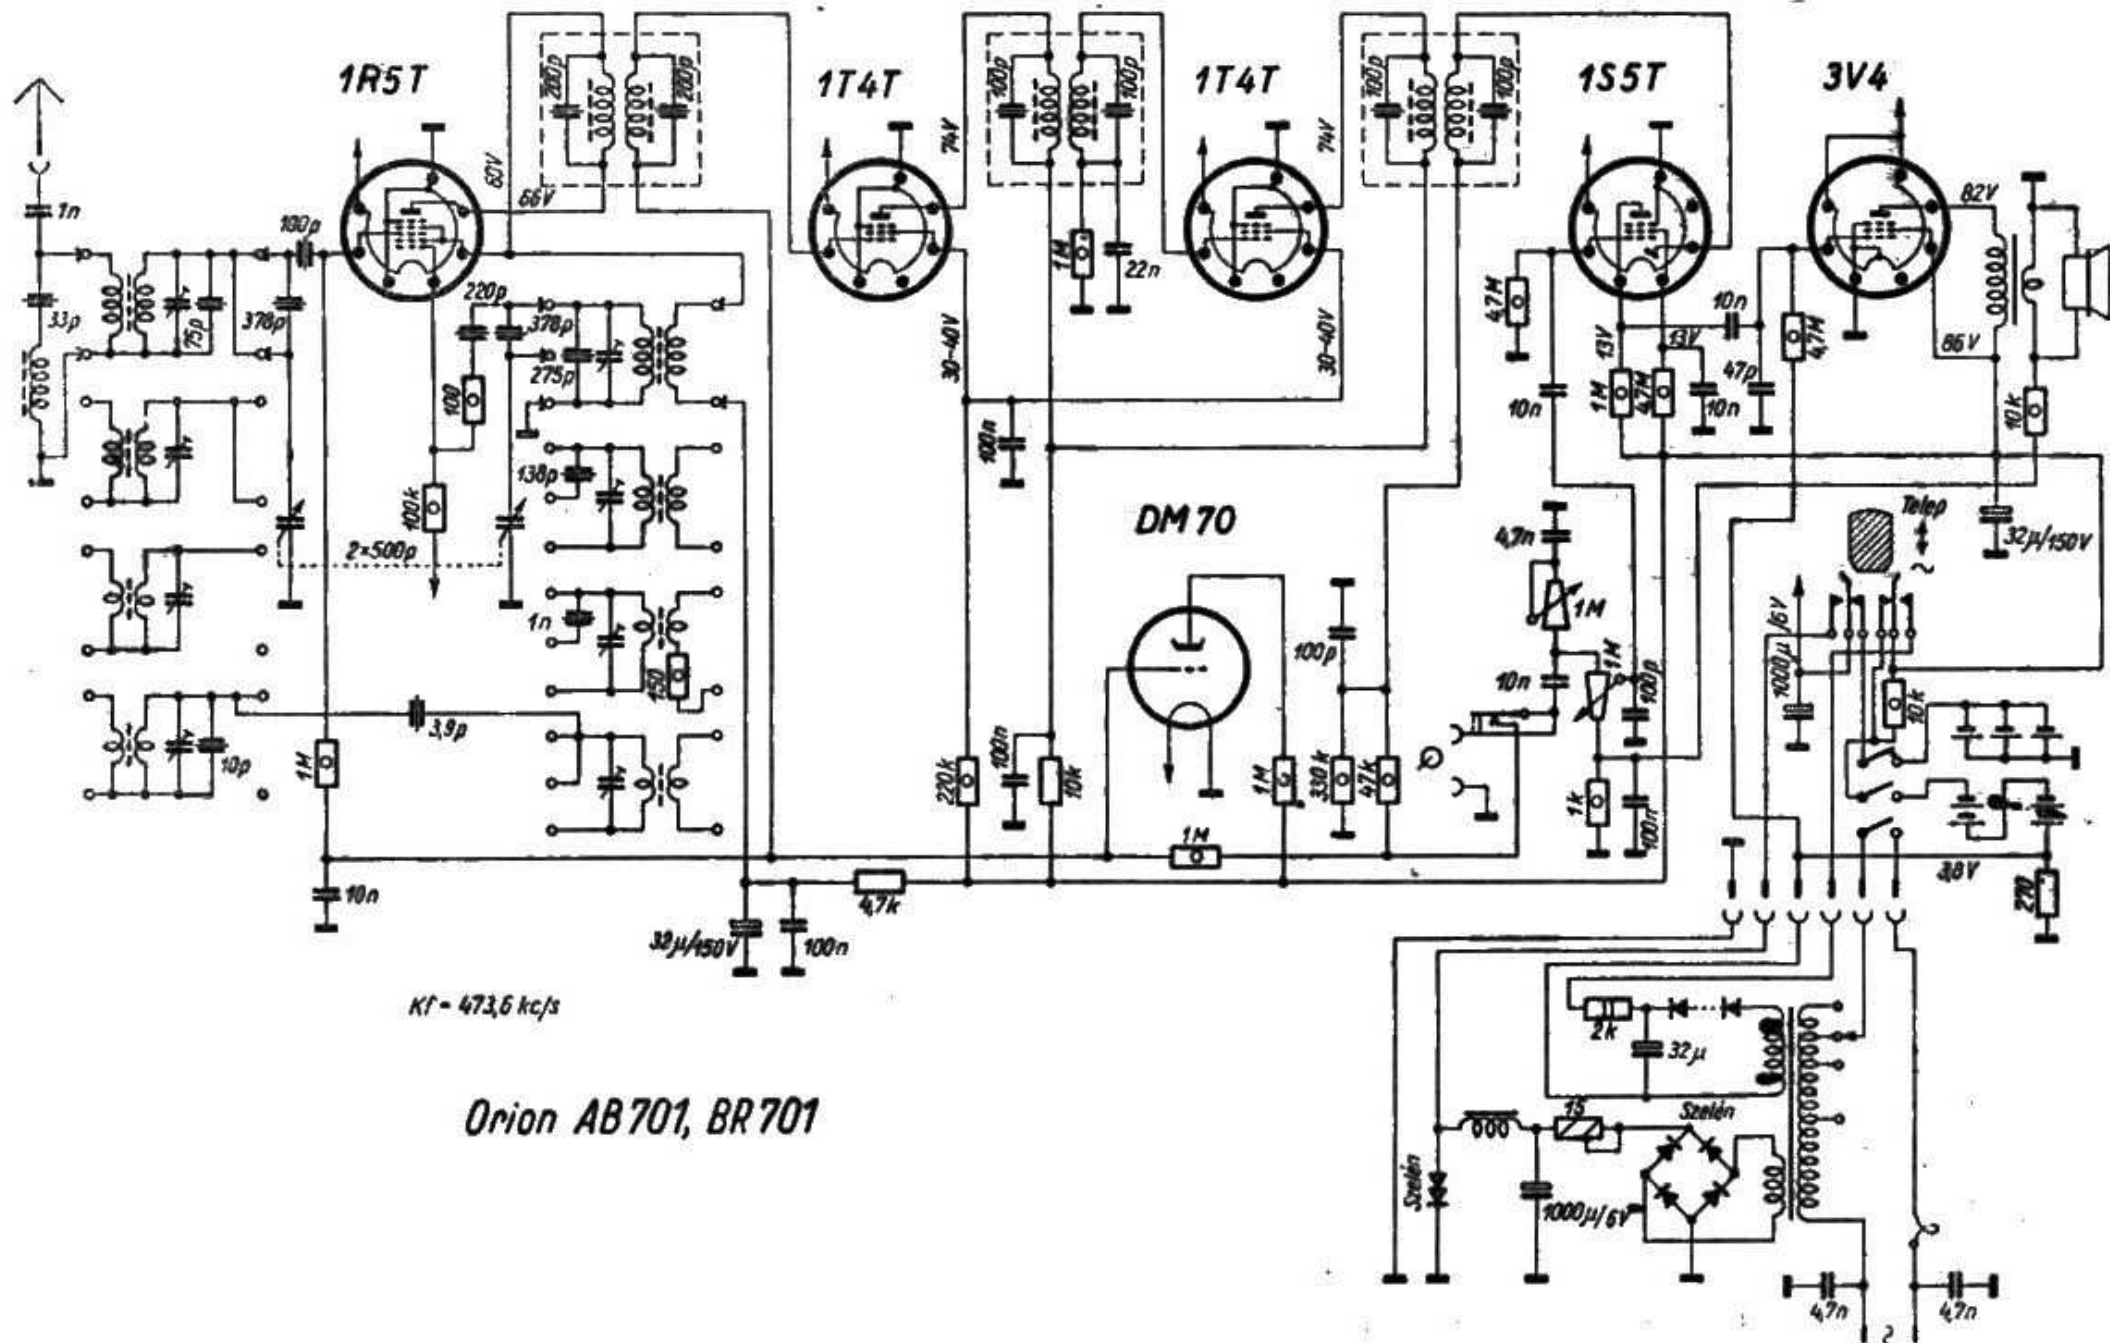 1R5T
1T4T
1T4T
1S5T
3V4
200p
200p
100p
100p
100p
100p
60V
66V
74V
74V
82V
86V
1n
100p
33p
75p
378p
220p
378p
275p
100
1M
22n
30-40V
30-40V
4,7M
10n
13V
13V
10n
1M
4,7M
10n
47p
4,7M
10k
100n
138p
100k
2×500p
DM70
4,7n
Telep
32µ/150V
1n
150
1M
100p
10n
1M
100p
1000µ/6V
10k
10p
1M
3,9p
220k
100n
10k
1M
330k
47k
1k
100n
1M
3,8V
270
10n
4,7k
32µ/150V
100n
Kf = 473,6 kc/s
2k
32µ
Orion AB701, BR701
15
Szelén
Szelén
1000µ/6V
4,7n
4,7n